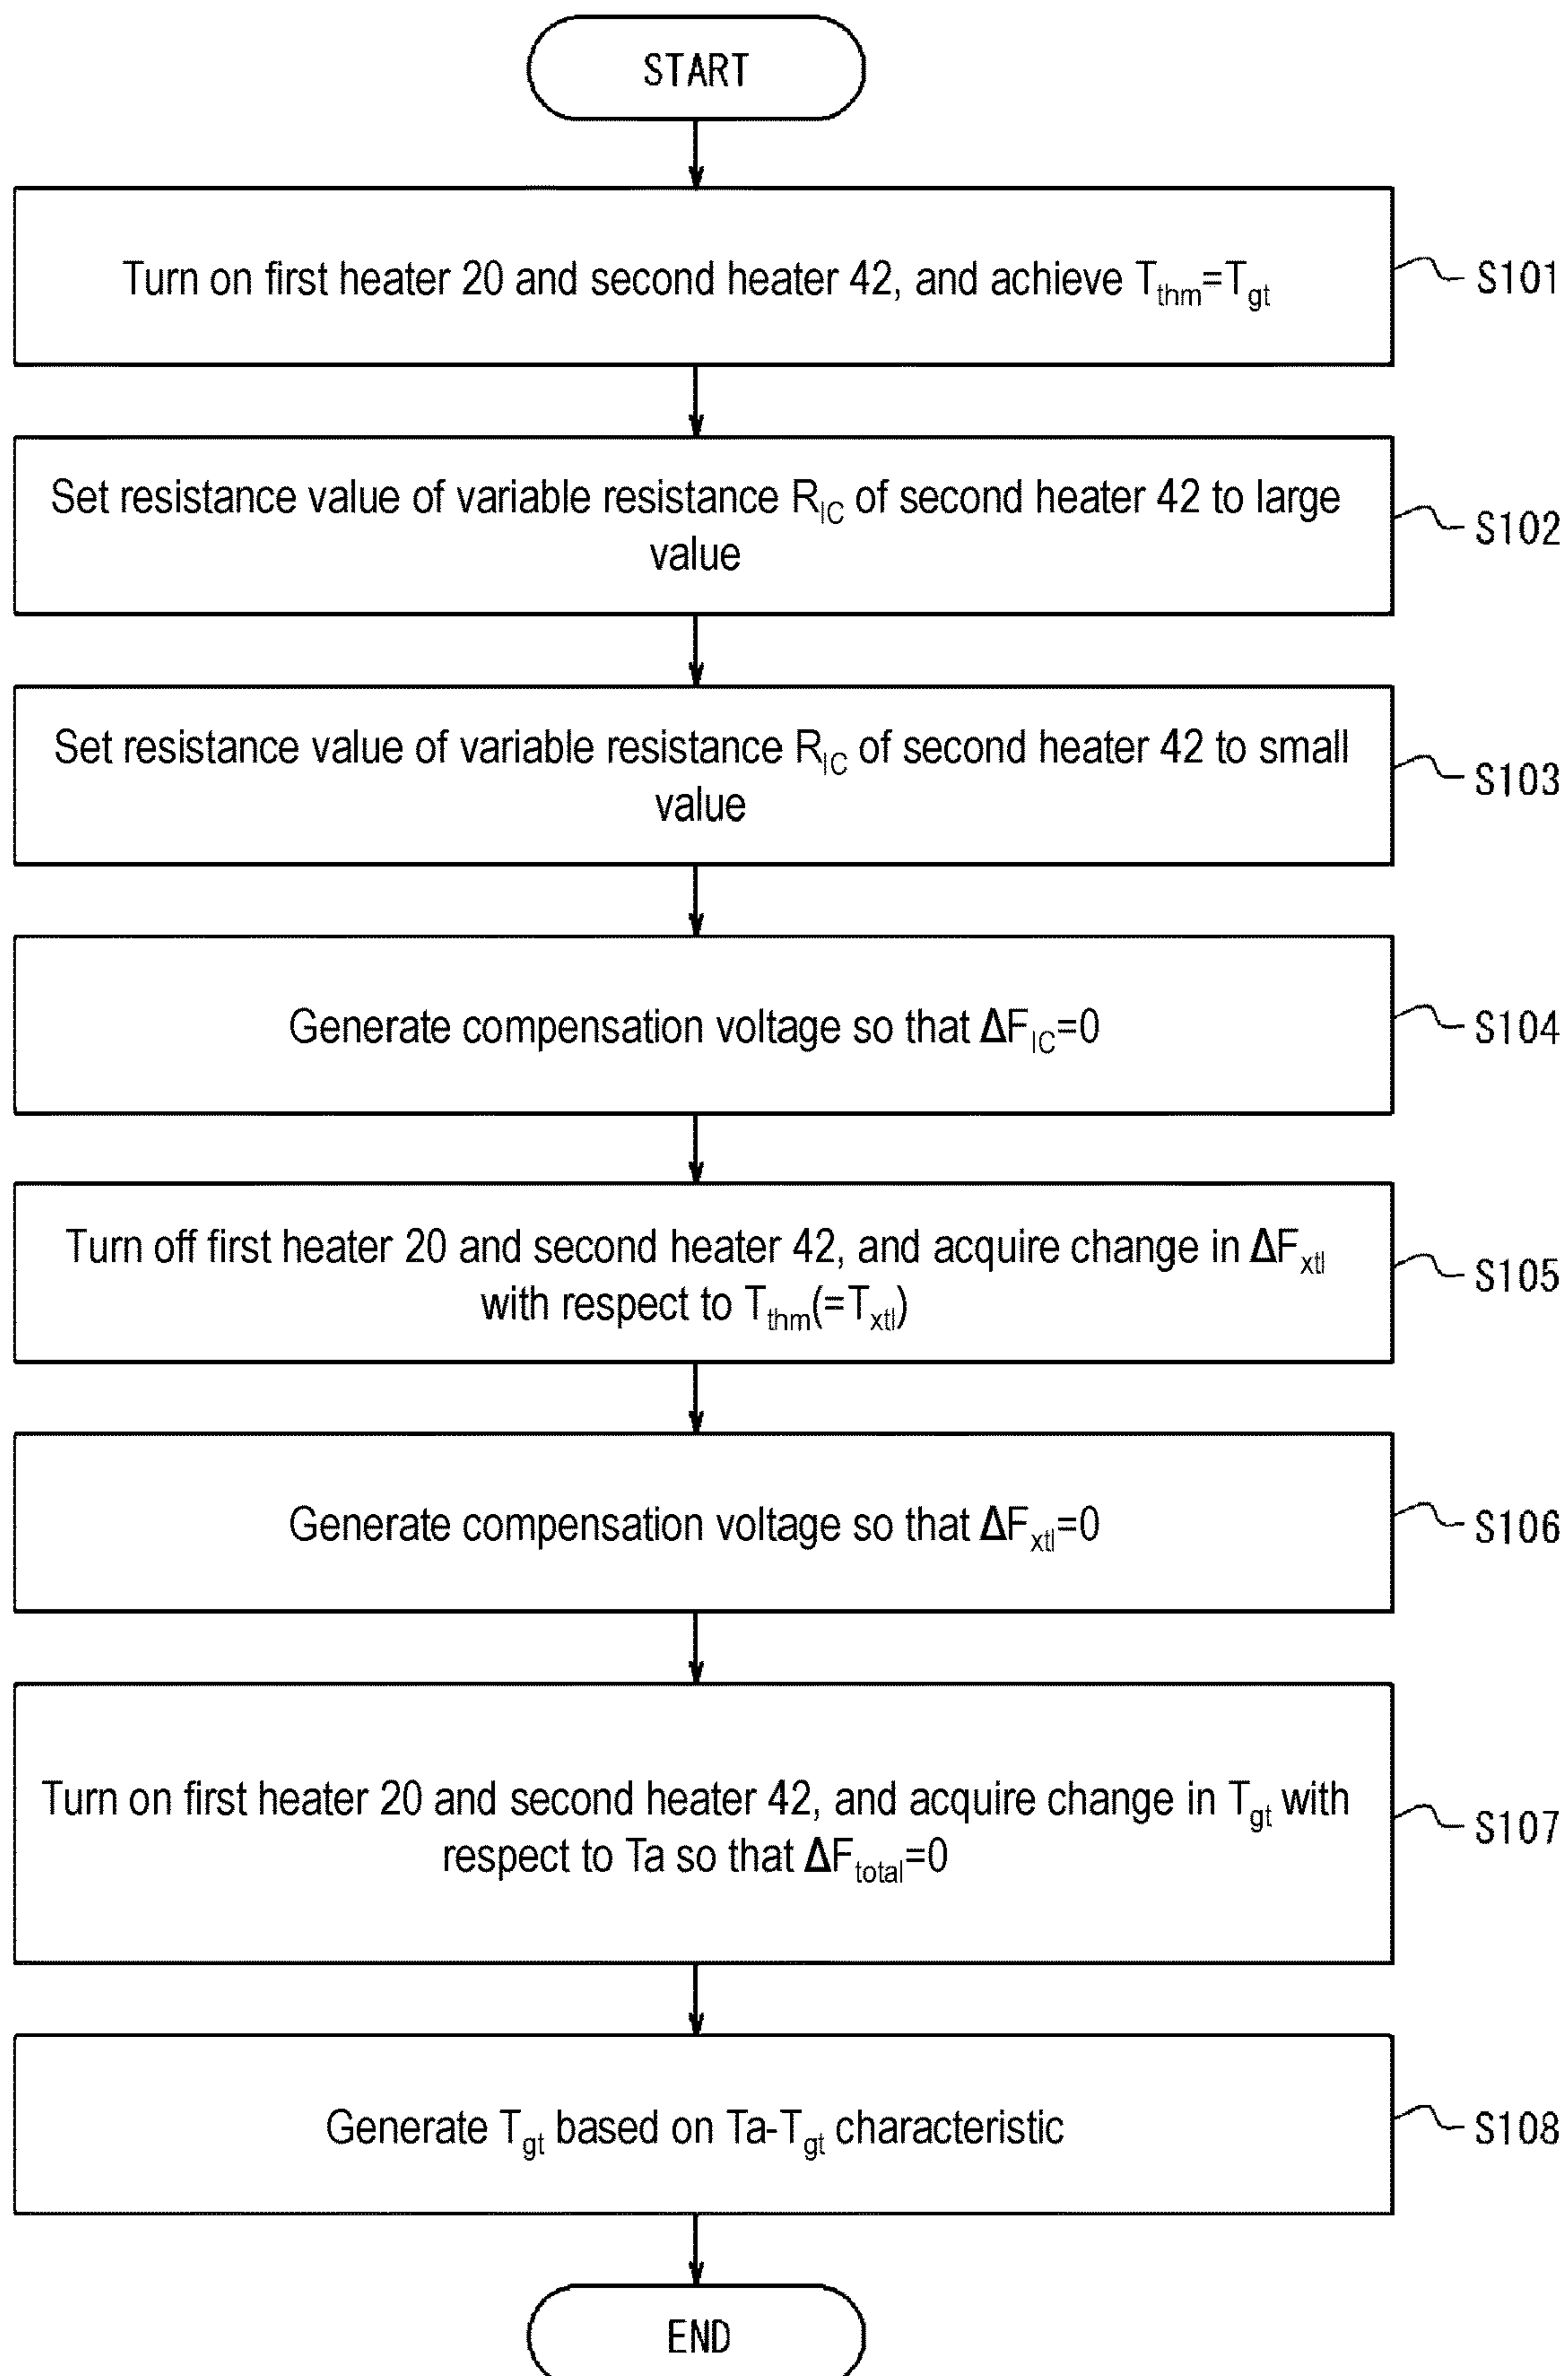 START
Turn on first heater 20 and second heater 42, and achieve Tthm=Tgt
S101
Set resistance value of variable resistance RIC of second heater 42 to large
value
S102
Set resistance value of variable resistance RIC of second heater 42 to small
value
S103
Generate compensation voltage so that ΔFIC=0
S104
Turn off first heater 20 and second heater 42, and acquire change in ΔFxtl
with respect to Tthm(=Txtl)
S105
Generate compensation voltage so that ΔFxtl=0
S106
Turn on first heater 20 and second heater 42, and acquire change in Tgt with
respect to Ta so that ΔFtotal=0
S107
Generate Tgt based on Ta-Tgt characteristic
S108
END